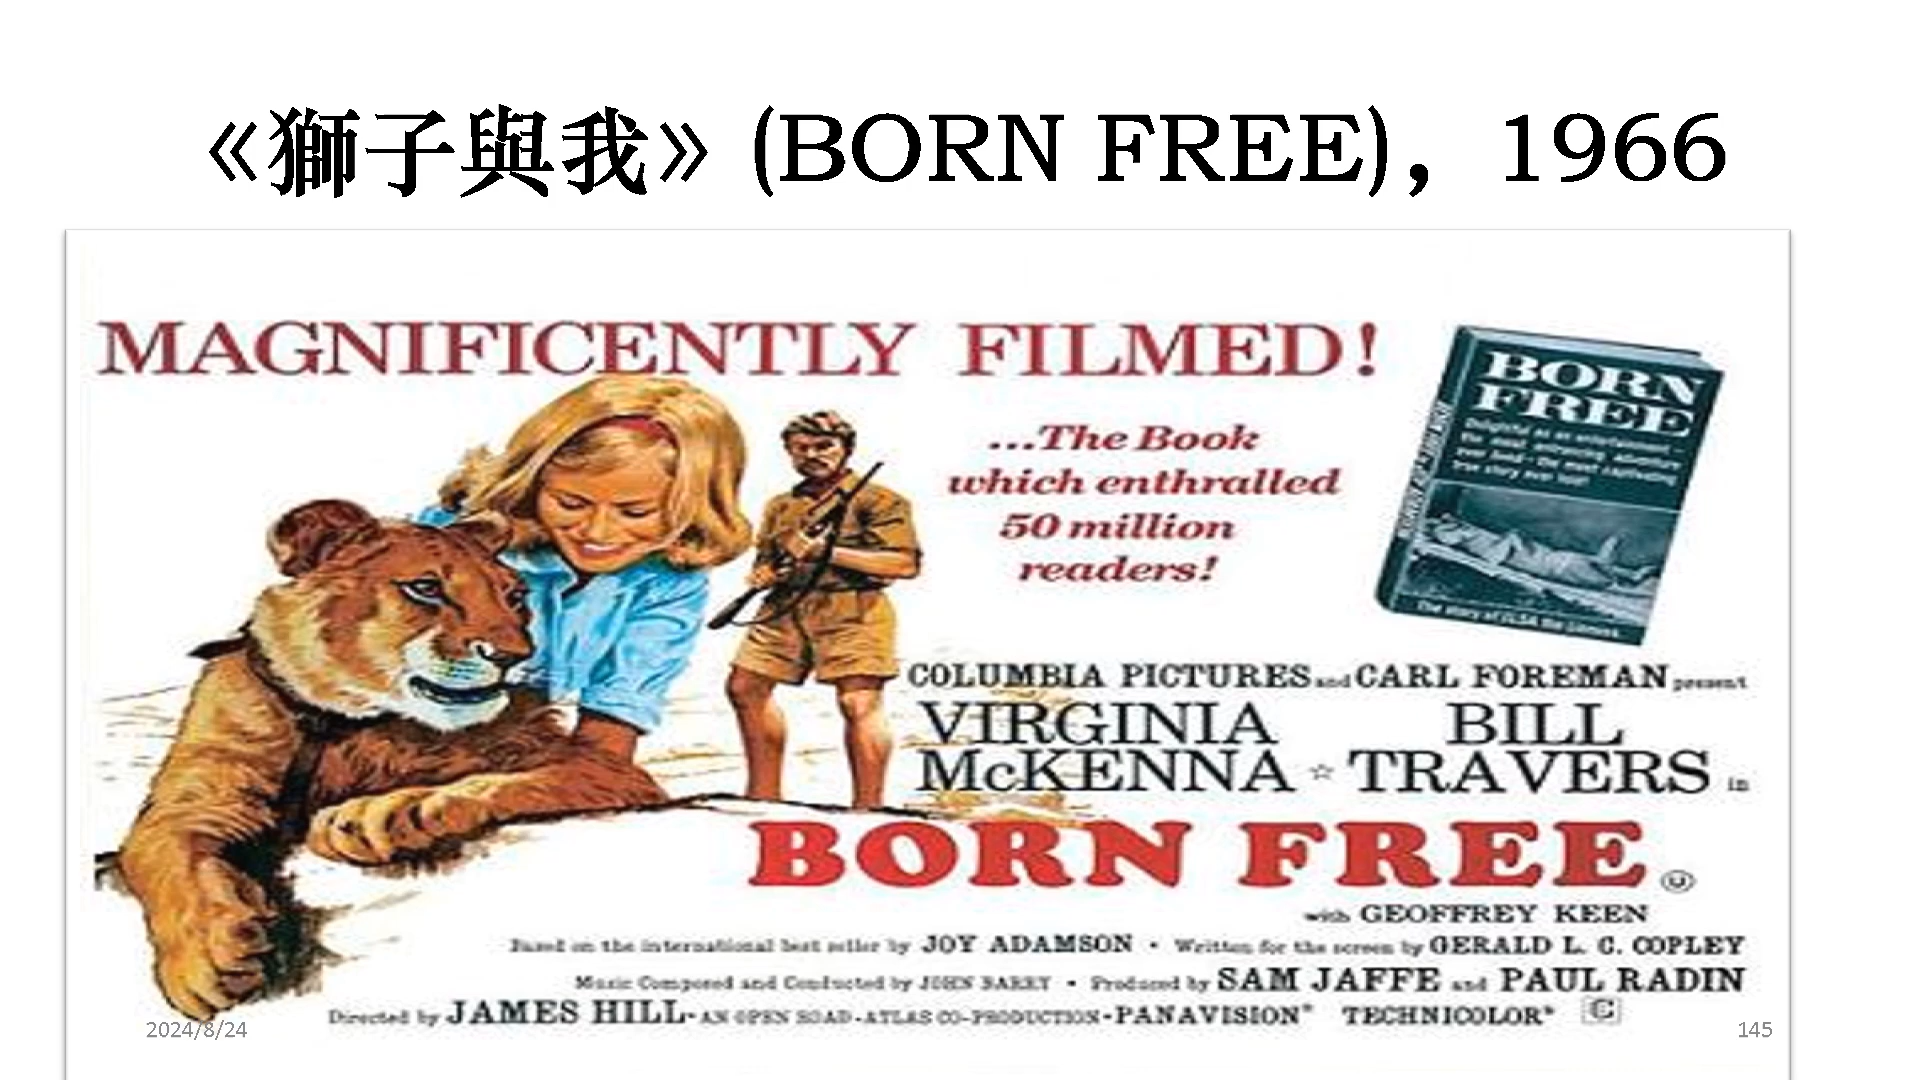 《獅子與我》(BORN FREE)，1966
MAGNIFICENTLY FILMED!
...The Book
which enthralled
50 million
readers!
BORN
FREE
COLUMBIA PICTURES and CARL FOREMAN present
VIRGINIA McKENNA ☆ BILL TRAVERS in
BORN FREE U
with GEOFFREY KEEN
Based on the international best seller by JOY ADAMSON • Written for the screen by GERALD L. C. COPLEY
Music Composed and Conducted by JOHN BARRY • Produced by SAM JAFFE and PAUL RADIN
Directed by JAMES HILL • AN OPEN ROAD-ATLAS CO-PRODUCTION • PANAVISION® TECHNICOLOR® C
2024/8/24
145